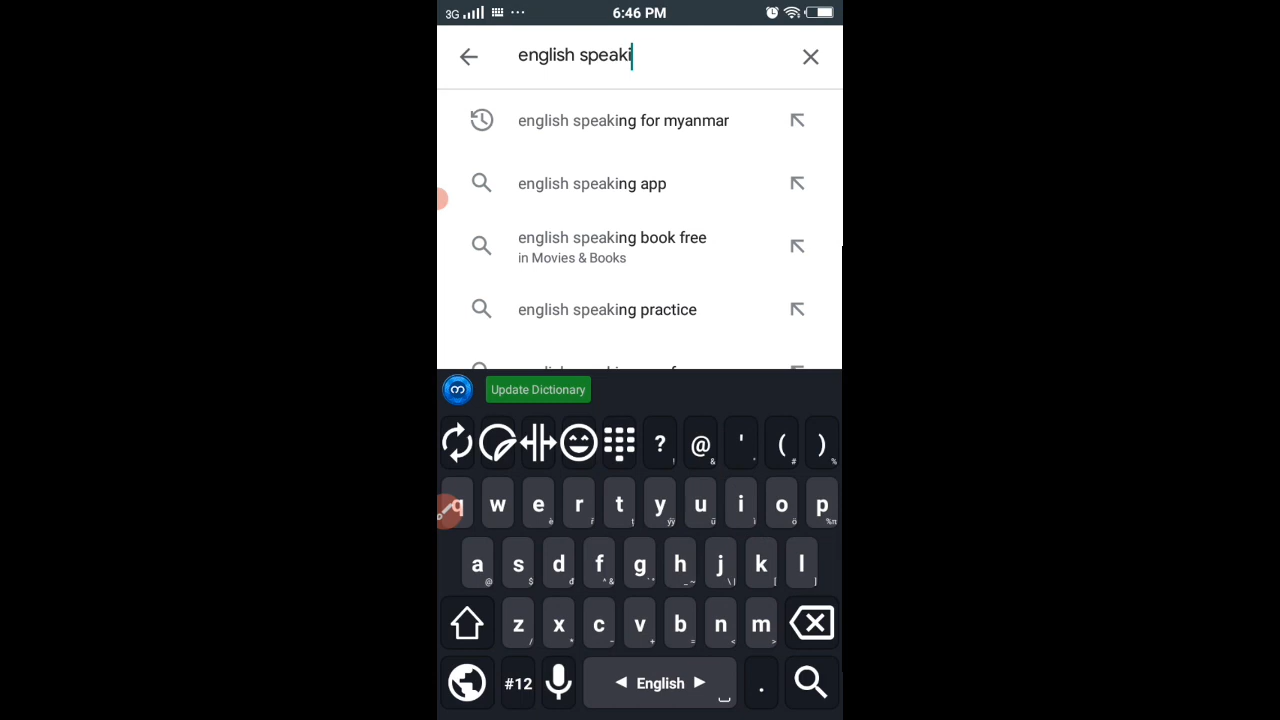 3G ... 6:46 PM
english speaki
english speaking for myanmar
english speaking app
english speaking book free
in Movies & Books
english speaking practice
Update Dictionary
? @ ' ( )
q w e r t y u i o p
a s d f g h j k l
z x c v b n m
#12 ◄ English ► .